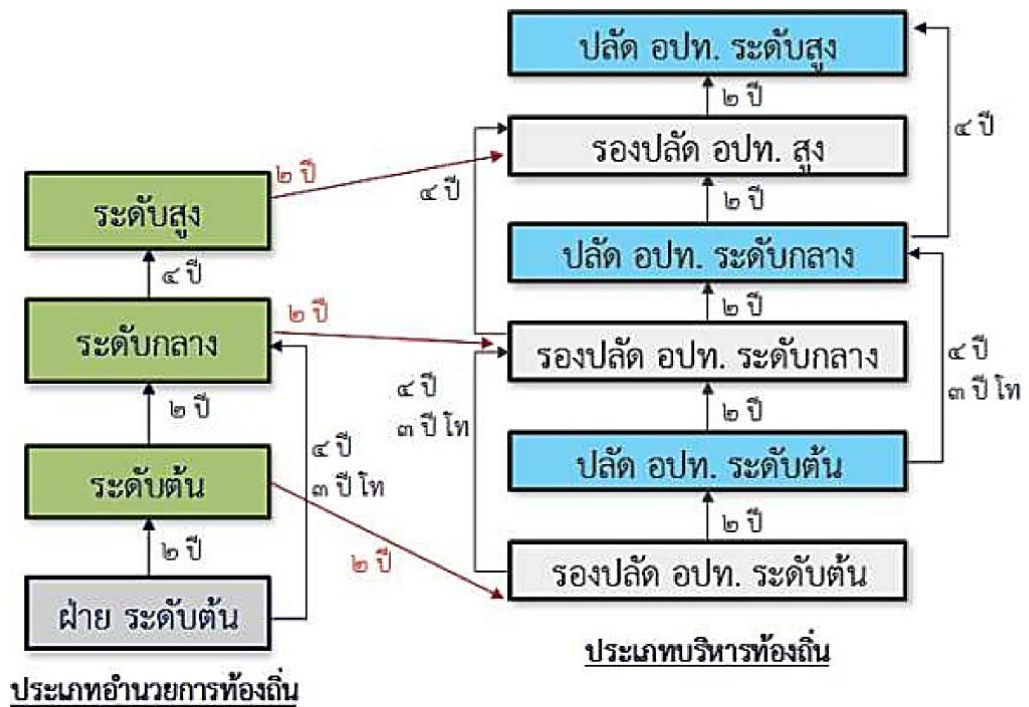 ปลัด อปท. ระดับสูง
๒ ปี
๔ ปี
รองปลัด อปท. สูง
๒ ปี
๔ ปี
ระดับสูง
๒ ปี
ปลัด อปท. ระดับกลาง
๔ ปี
๒ ปี
๒ ปี
ระดับกลาง
รองปลัด อปท. ระดับกลาง
๔ ปี
๓ ปี โท
๔ ปี
๓ ปี โท
๒ ปี
๒ ปี
ระดับต้น
๔ ปี
๓ ปี โท
ปลัด อปท. ระดับต้น
๒ ปี
๒ ปี
๒ ปี
รองปลัด อปท. ระดับต้น
ฝ่าย ระดับต้น
ประเภทบริหารท้องถิ่น
ประเภทอำนวยการท้องถิ่น